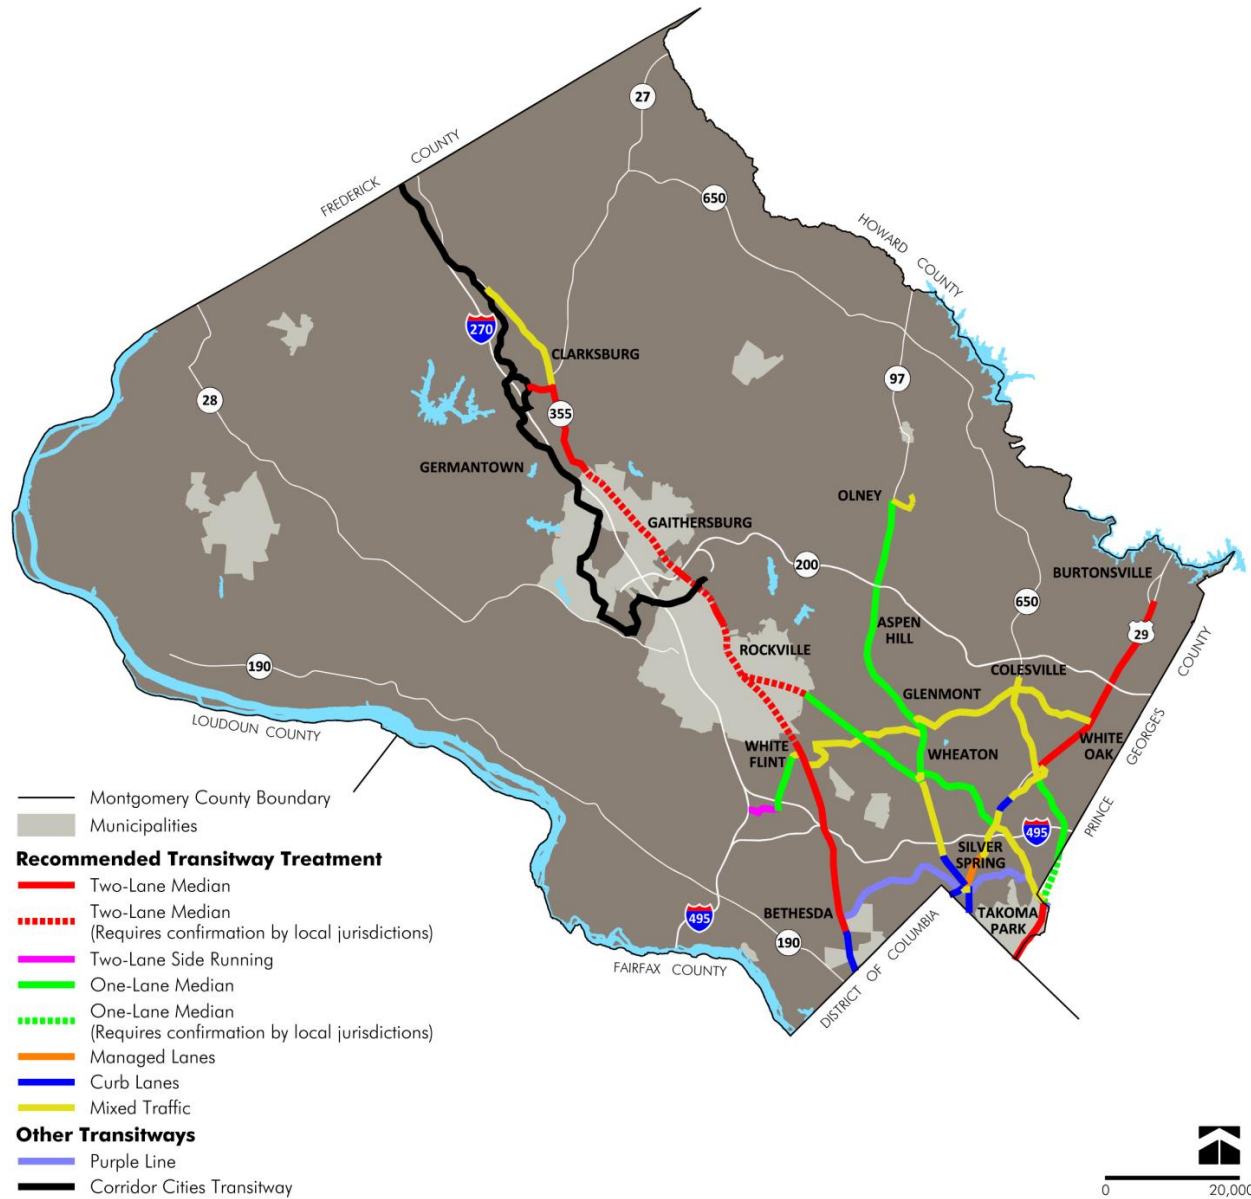 27
FREDERICK COUNTY
650
HOWARD COUNTY
270
CLARKSBURG
28
97
355
GERMANTOWN
OLNEY
GAITHERSBURG
200
BURTONSVILLE
650
ASPEN
HILL
29
ROCKVILLE
COLESVILLE
190
GLENMONT
PRINCE GEORGE'S COUNTY
LOUDOUN COUNTY
WHITE
FLINT
WHEATON
WHITE
OAK
495
SILVER
SPRING
BETHESDA
TAKOMA
PARK
495
190
FAIRFAX COUNTY
DISTRICT OF COLUMBIA
Montgomery County Boundary
Municipalities
Recommended Transitway Treatment
Two-Lane Median
Two-Lane Median
(Requires confirmation by local jurisdictions)
Two-Lane Side Running
One-Lane Median
One-Lane Median
(Requires confirmation by local jurisdictions)
Managed Lanes
Curb Lanes
Mixed Traffic
Other Transitways
Purple Line
Corridor Cities Transitway
0 20,000